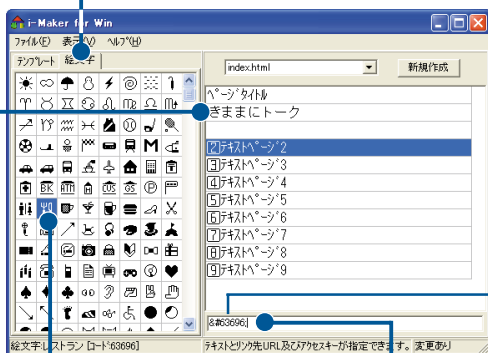 i-Maker for Win
ファイル(F) 表示(V) ヘルプ(H)
テンプレート 絵文字
index.html 新規作成
ページタイトル
きままにトーク
[2]テキストページ2
[3]テキストページ3
[4]テキストページ4
[5]テキストページ5
[6]テキストページ6
[7]テキストページ7
[8]テキストページ8
[9]テキストページ9
&#63696;
絵文字:レストラン [コード:63696] テキストとリンク先URL及びアクセスキーが指定できます。 変更あり